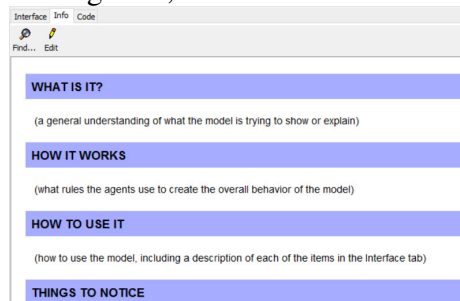 Interface Info Code
Find... Edit
WHAT IS IT?
(a general understanding of what the model is trying to show or explain)
HOW IT WORKS
(what rules the agents use to create the overall behavior of the model)
HOW TO USE IT
(how to use the model, including a description of each of the items in the Interface tab)
THINGS TO NOTICE